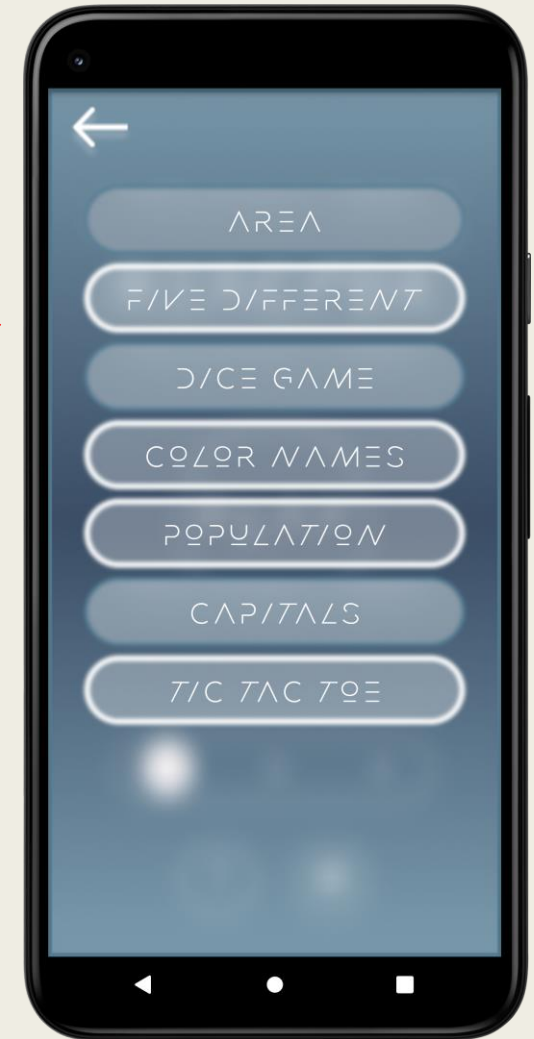 AREA
FIVE DIFFERENT
DICE GAME
COLOR NAMES
POPULATION
CAPITALS
TIC TAC TOE